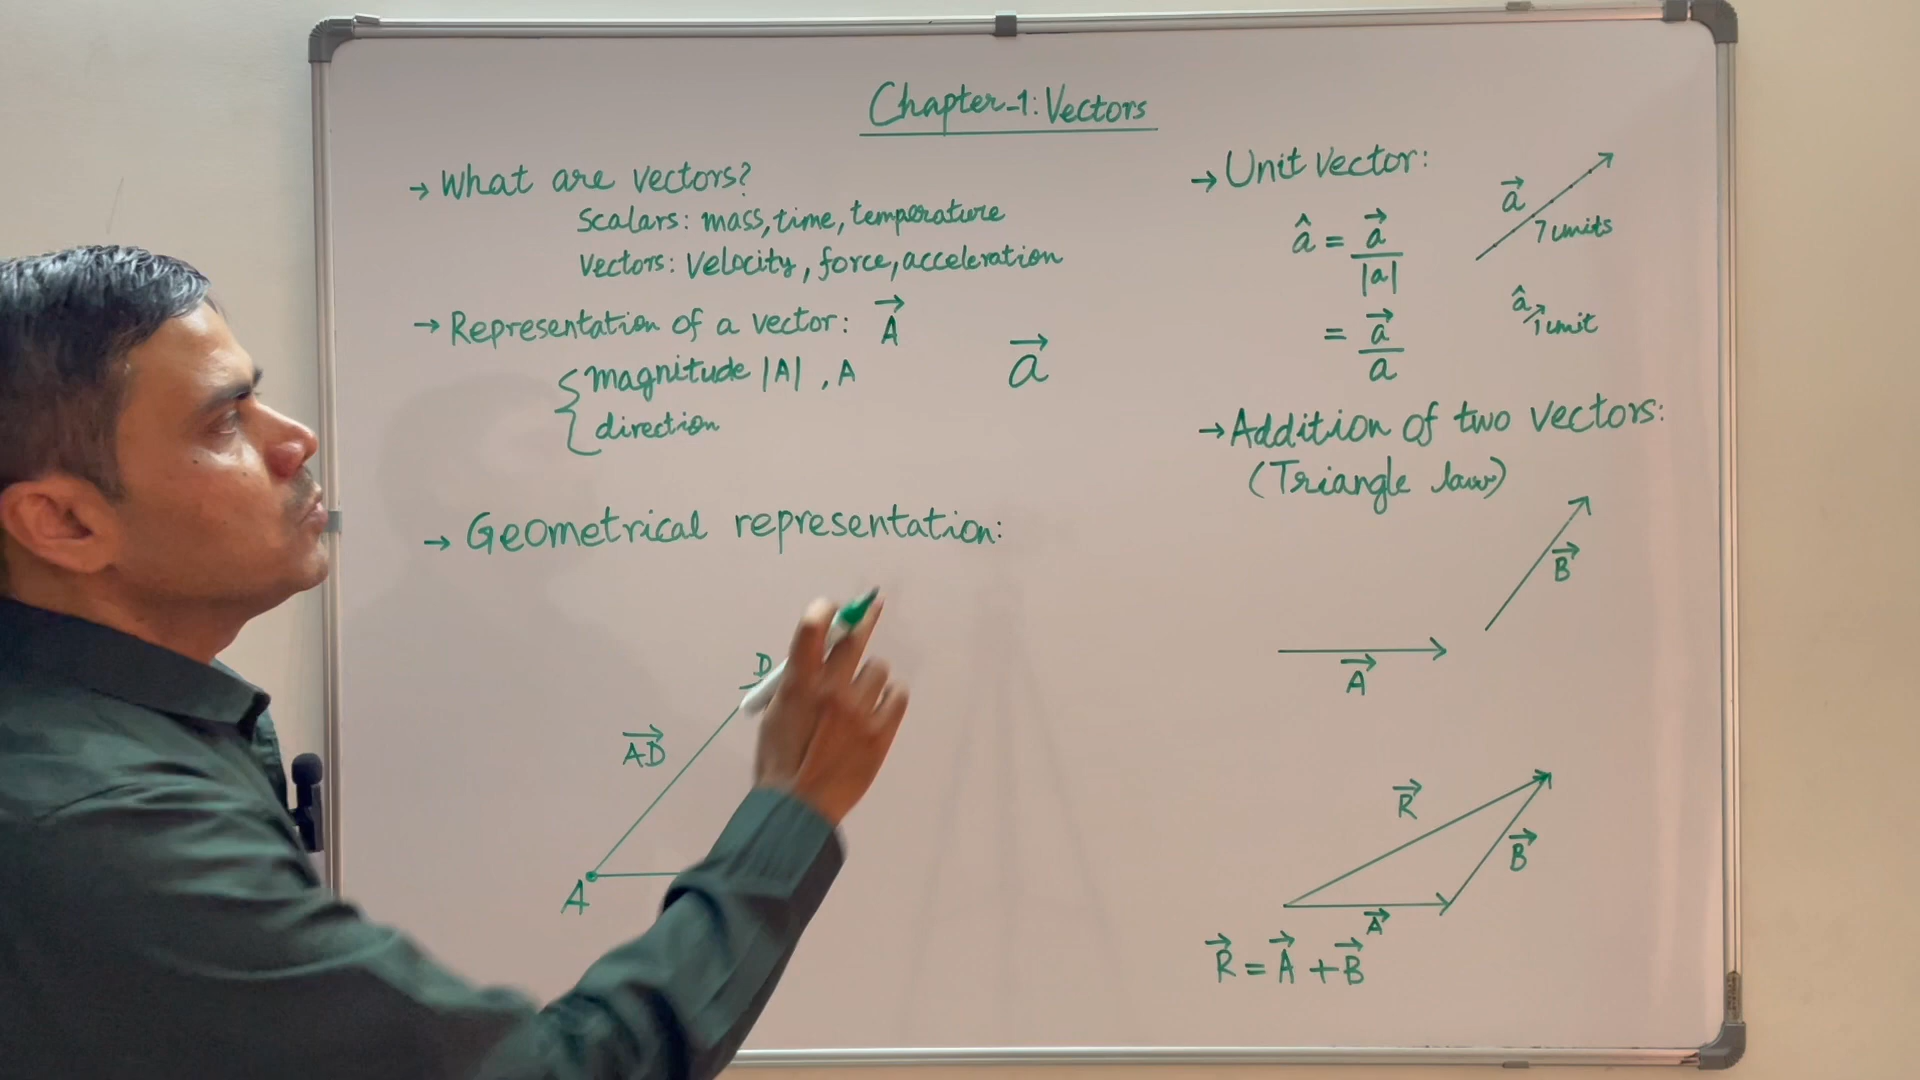 Chapter-1: Vectors
→ What are vectors?
Scalars: mass, time, temperature
Vectors: Velocity, force, acceleration
→ Representation of a vector: A⃗
{ magnitude |A| , A
direction
a⃗
→ Geometrical representation:
D
A⃗D⃗
A
→ Unit vector:
â = a⃗ / |a|
= a⃗ / a
a⃗
7 units
â
1 unit
→ Addition of two vectors:
(Triangle law)
B⃗
A⃗
R⃗
B⃗
A⃗
R⃗ = A⃗ + B⃗